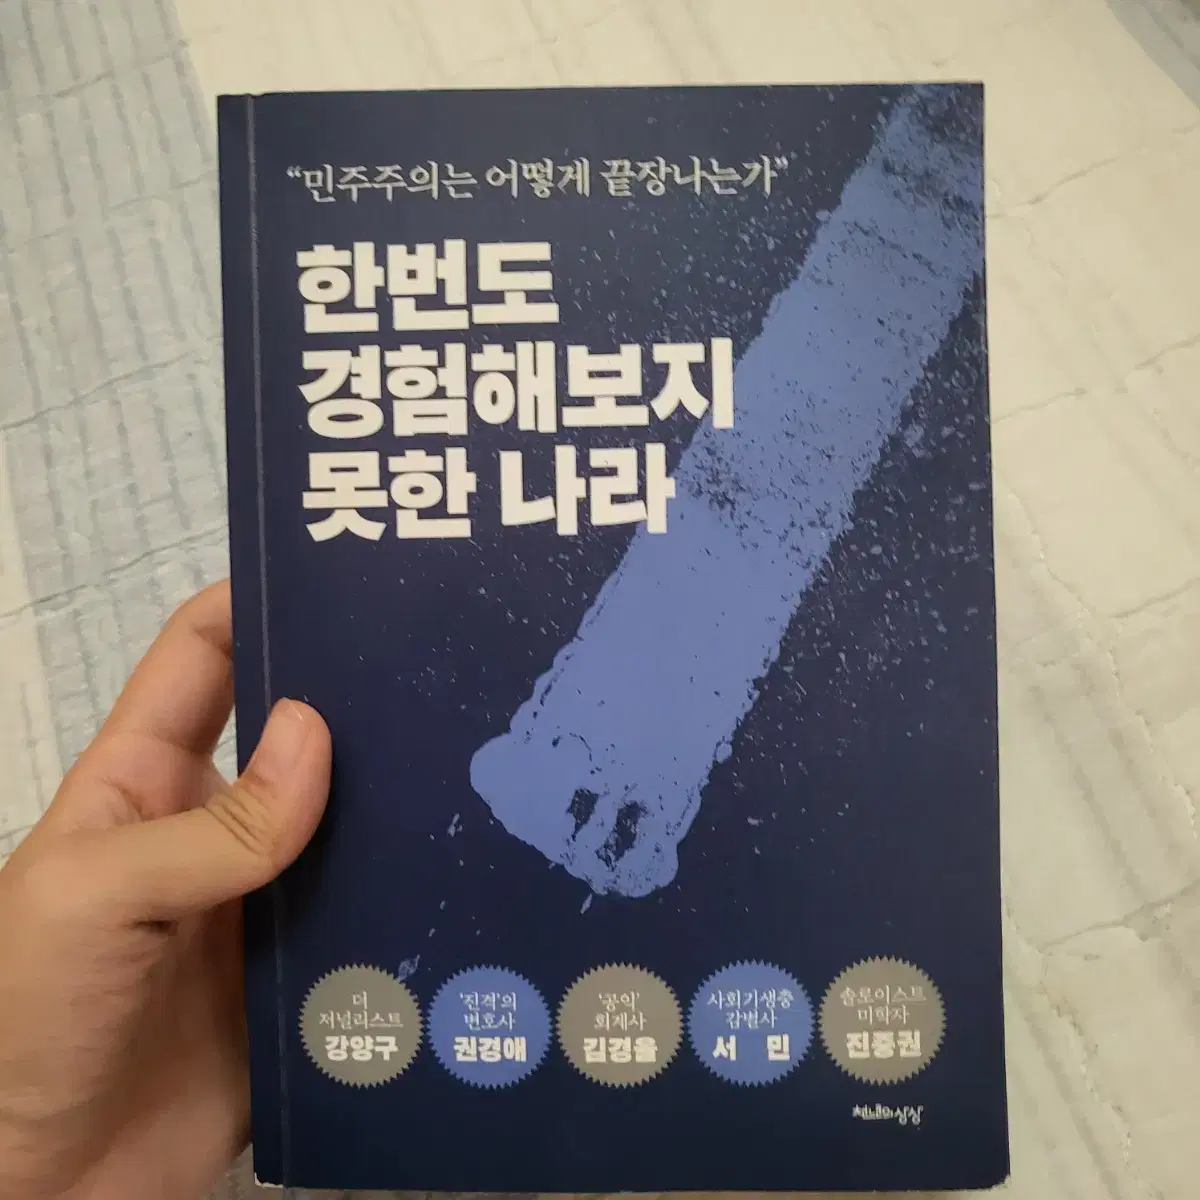 “민주주의는 어떻게 끝장나는가”
한번도
경험해보지
못한 나라
더
저널리스트
강양구
'진격'의
변호사
권경애
'공익'
회계사
김경율
사회기생충
감별사
서 민
솔로이스트
미학자
진중권
천년의상상